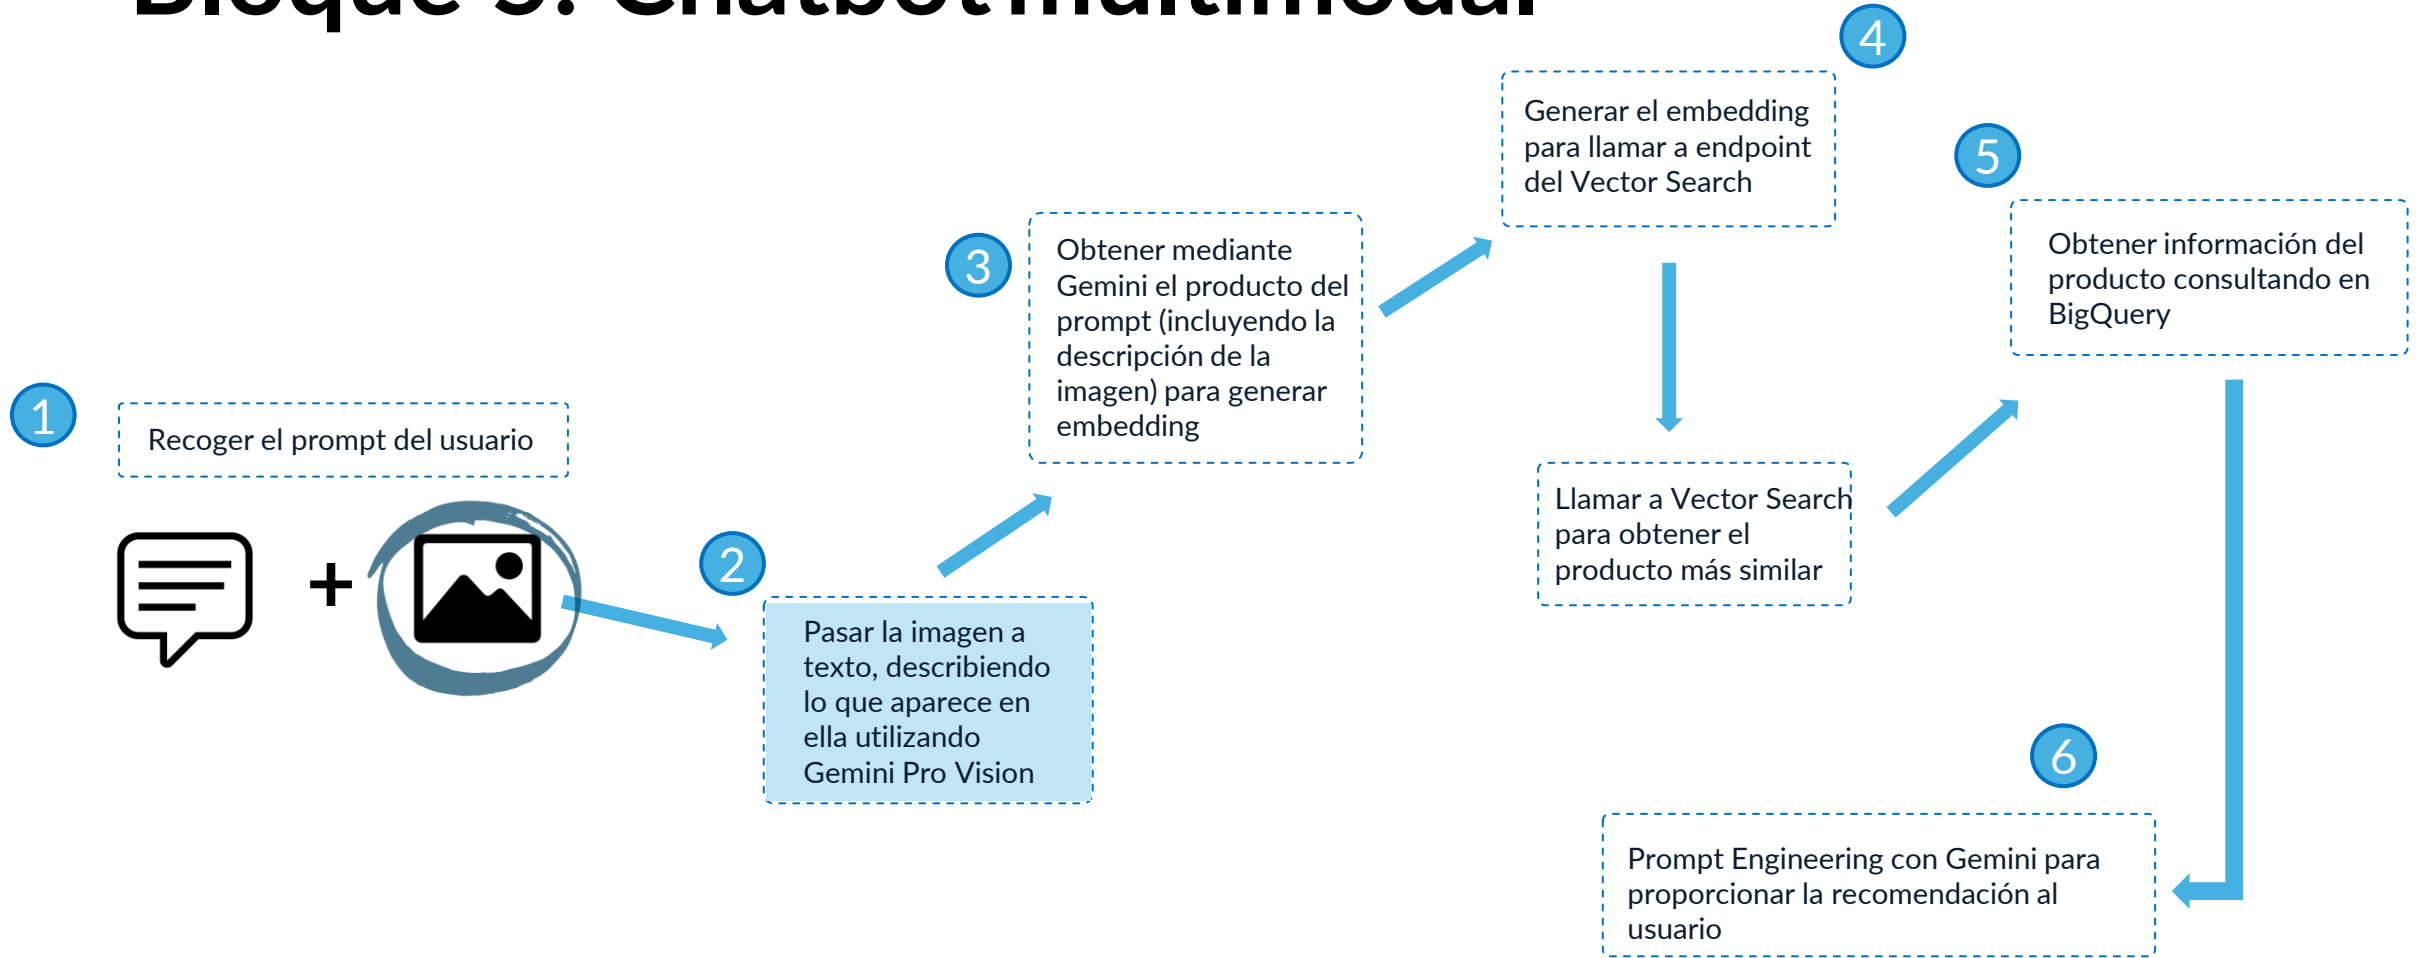 Bloque 3: Chatbot multimodal
1
Recoger el prompt del usuario
+
2
Pasar la imagen a
texto, describiendo
lo que aparece en
ella utilizando
Gemini Pro Vision
3
Obtener mediante
Gemini el producto del
prompt (incluyendo la
descripción de la
imagen) para generar
embedding
4
Generar el embedding
para llamar a endpoint
del Vector Search
Llamar a Vector Search
para obtener el
producto más similar
5
Obtener información del
producto consultando en
BigQuery
6
Prompt Engineering con Gemini para
proporcionar la recomendación al
usuario